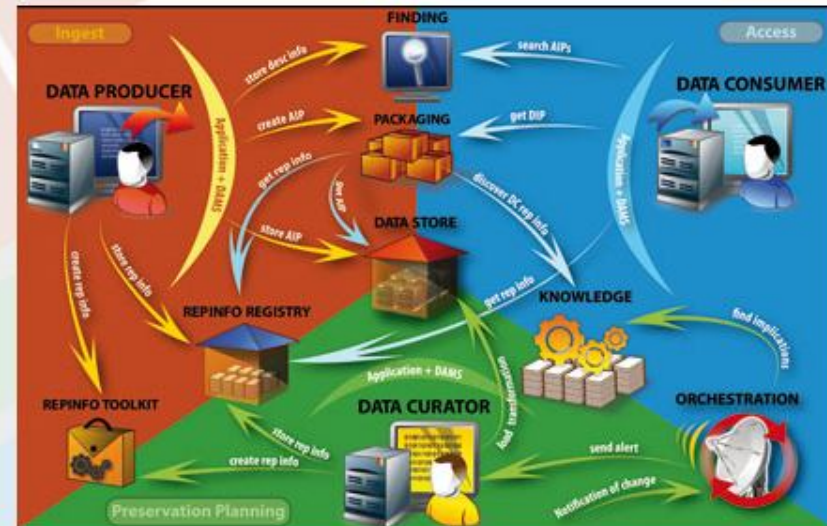 FINDING
Ingest
Access
search AIPs
store desc info
DATA PRODUCER
DATA CONSUMER
PACKAGING
create AIP
get DIP
Application + DAMS
Application + DAMS
get rep info
Get AIP
discover DC rep info
DATA STORE
store AIP
create rep info
store rep info
get rep info
KNOWLEDGE
REPINFO REGISTRY
find implications
Application + DAMS
load transformation
REPINFO TOOLKIT
DATA CURATOR
ORCHESTRATION
store rep info
send alert
create rep info
Notification of change
Preservation Planning